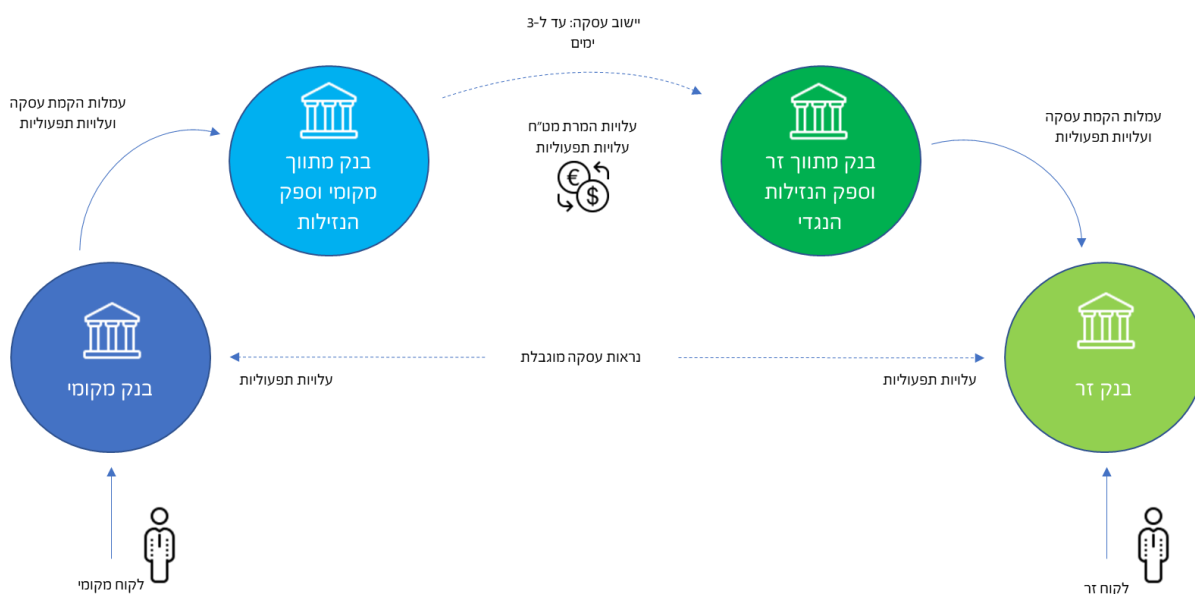 יישוב עסקה: עד ל-3
ימים
עמלות הקמת עסקה
ועלויות תפעוליות
בנק מתווך
מקומי וספק
הנזילות
עלויות המרת מט"ח
עלויות תפעוליות
€
$
בנק מתווך זר
וספק הנזילות
הנגדי
עמלות הקמת עסקה
ועלויות תפעוליות
בנק מקומי
עלויות תפעוליות
נראות עסקה מוגבלת
עלויות תפעוליות
בנק זר
לקוח מקומי
לקוח זר